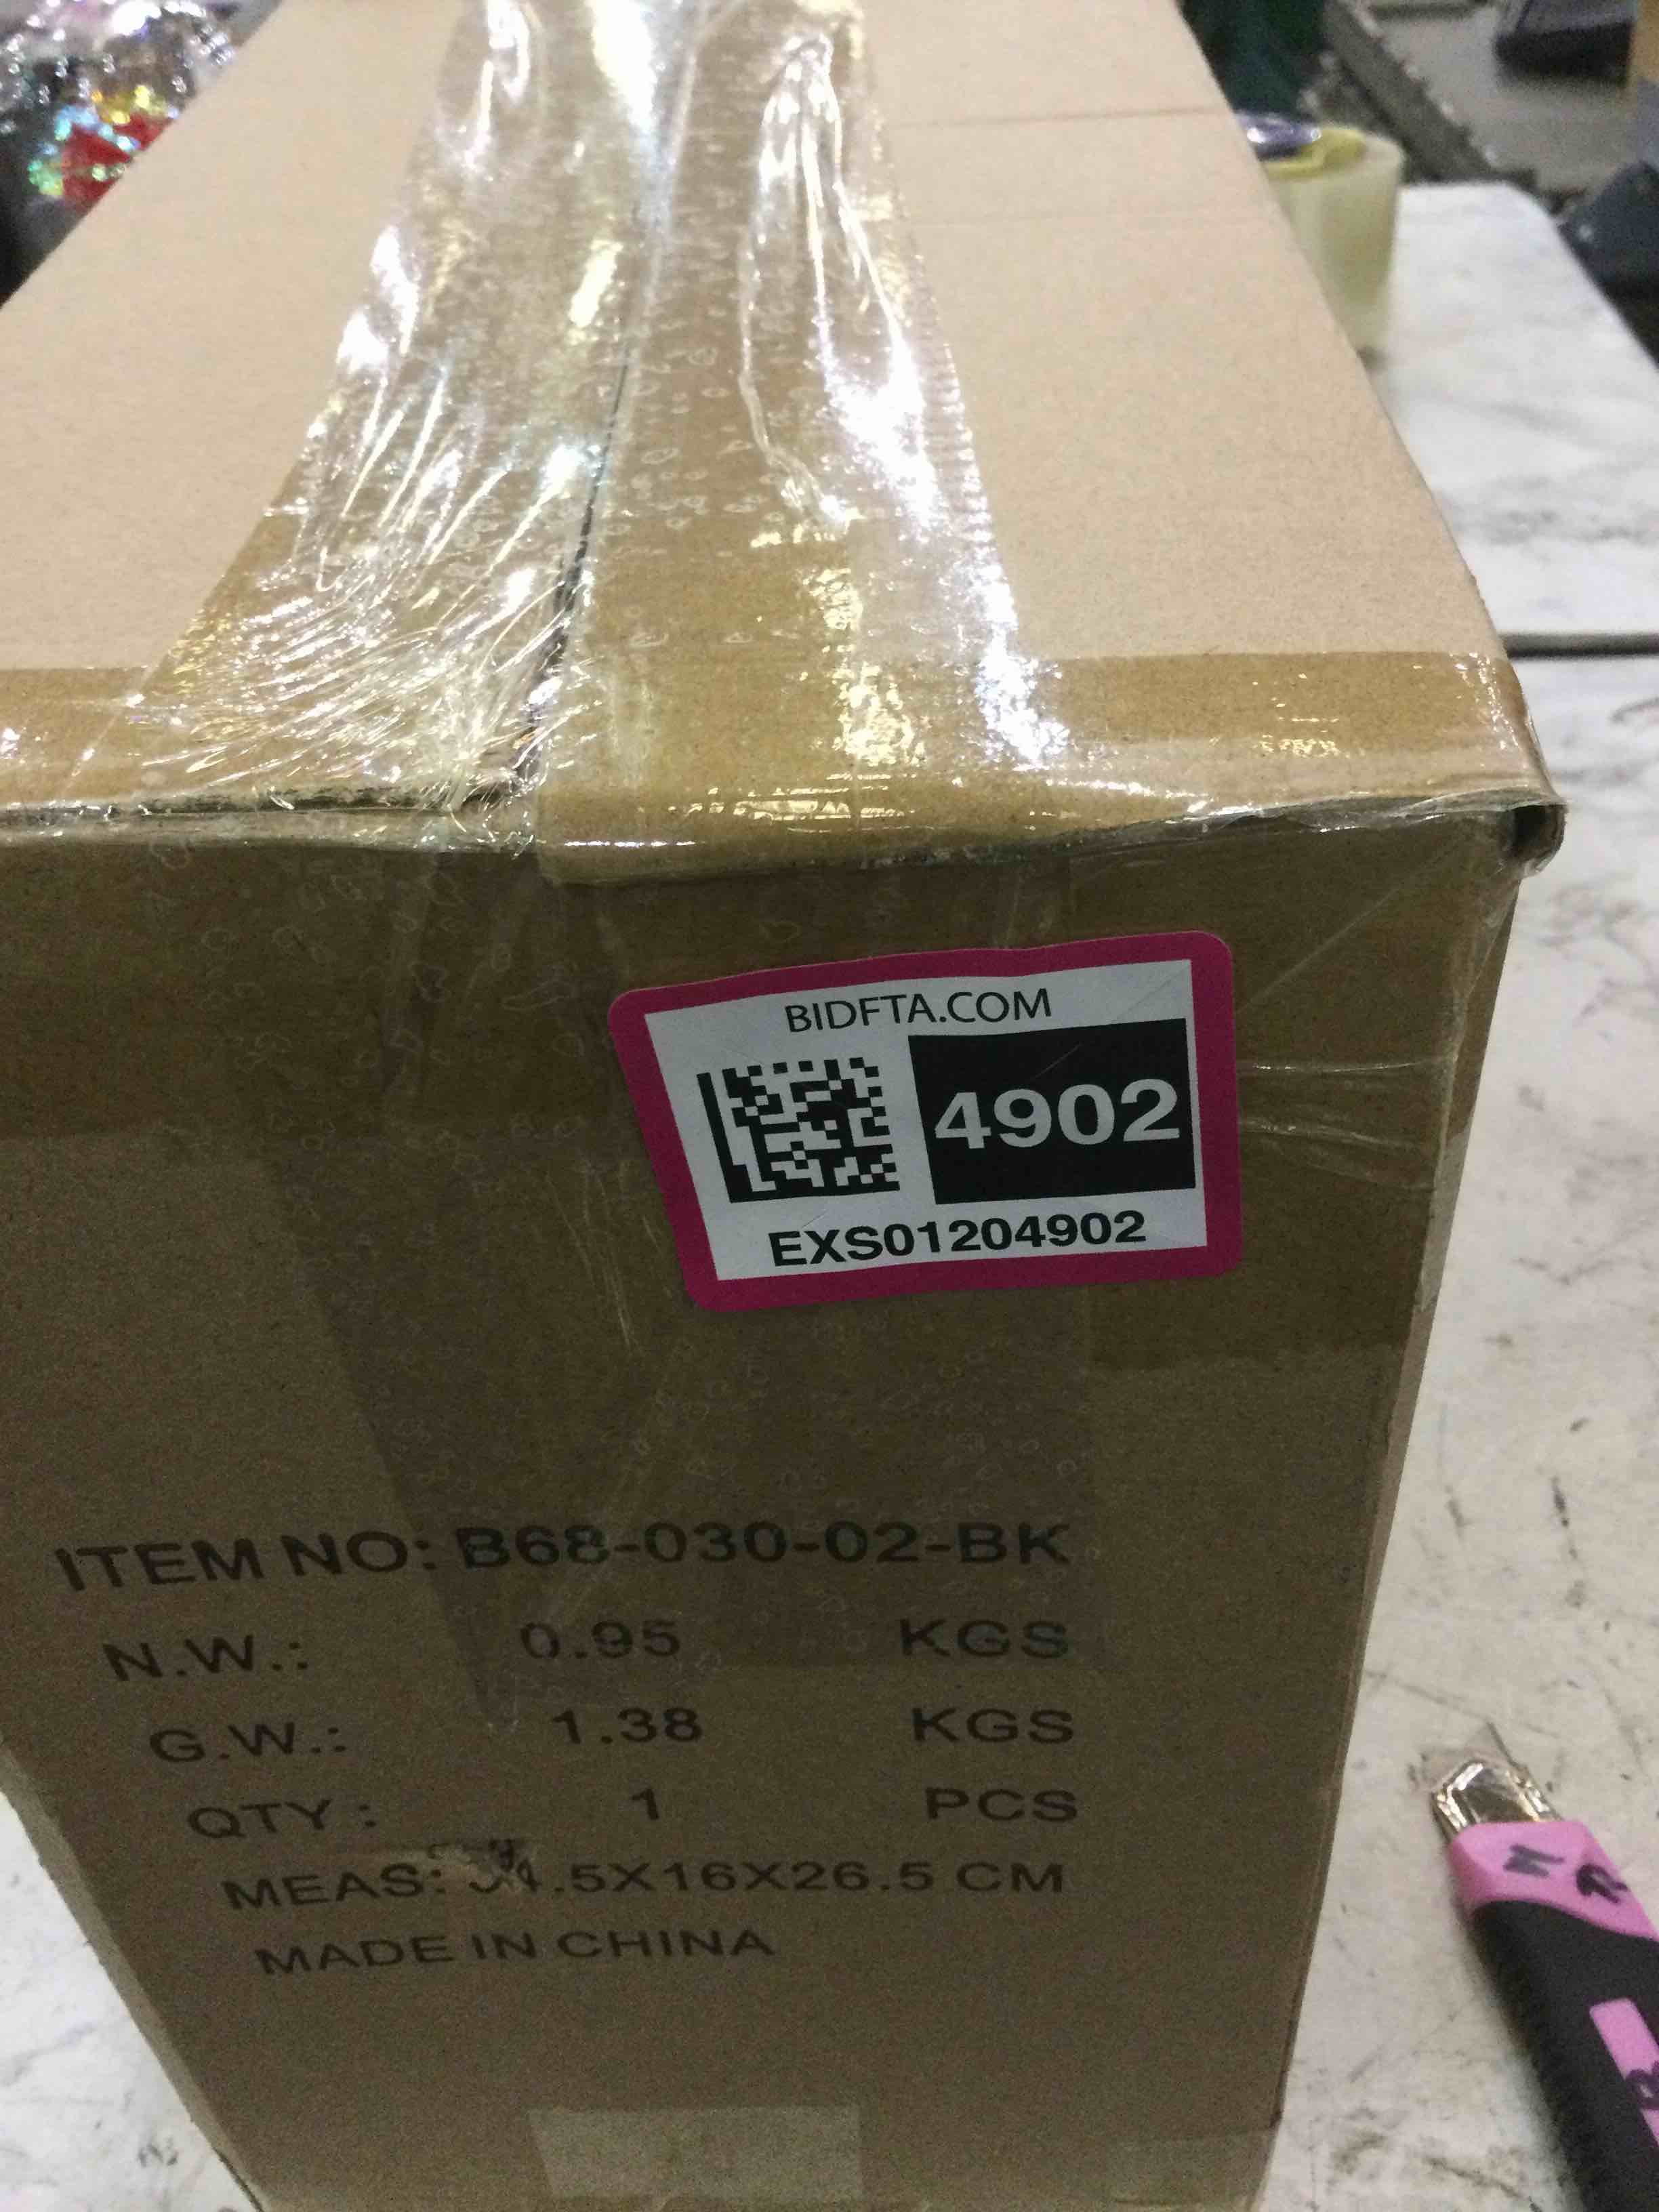 BIDFTA.COM
4902
EXS01204902
ITEM NO: B68-030-02-BK
N.W.: 0.95 KGS
G.W.: 1.38 KGS
QTY : 1 PCS
MEAS: .5X16X26.5 CM
MADE IN CHINA